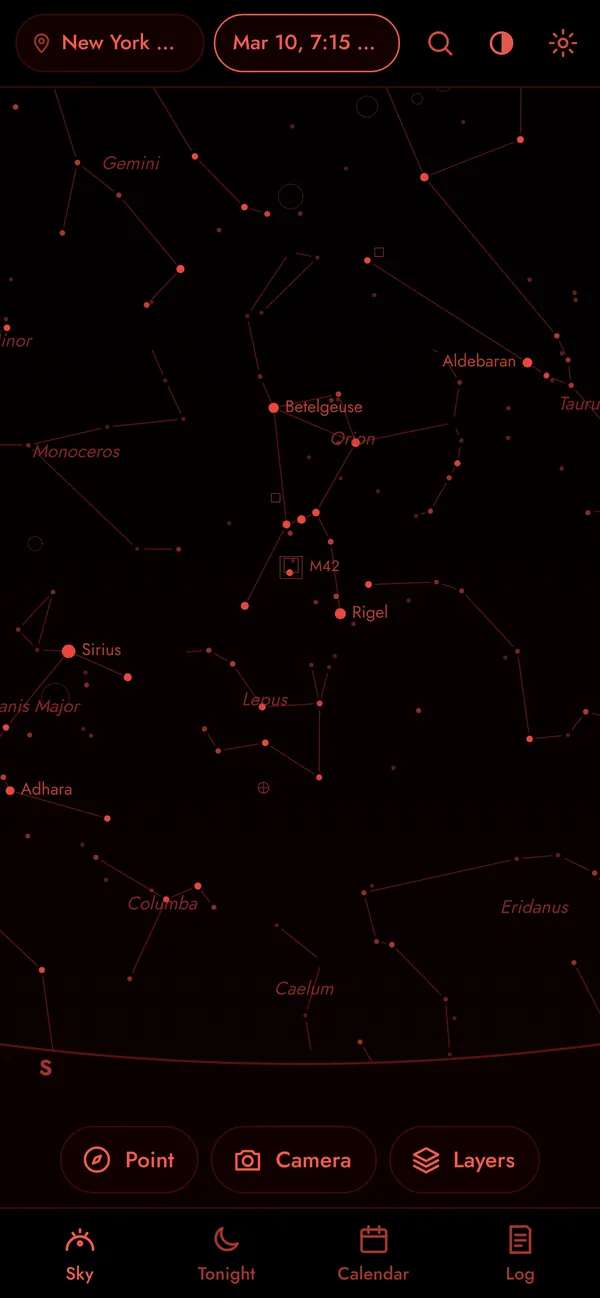 New York ...
Mar 10, 7:15 ...
Gemini
inor
Aldebaran
Tauru
Betelgeuse
Orion
Monoceros
M42
Rigel
Sirius
Lepus
anis Major
Adhara
Columba
Eridanus
Caelum
S
Point
Camera
Layers
Sky
Tonight
Calendar
Log